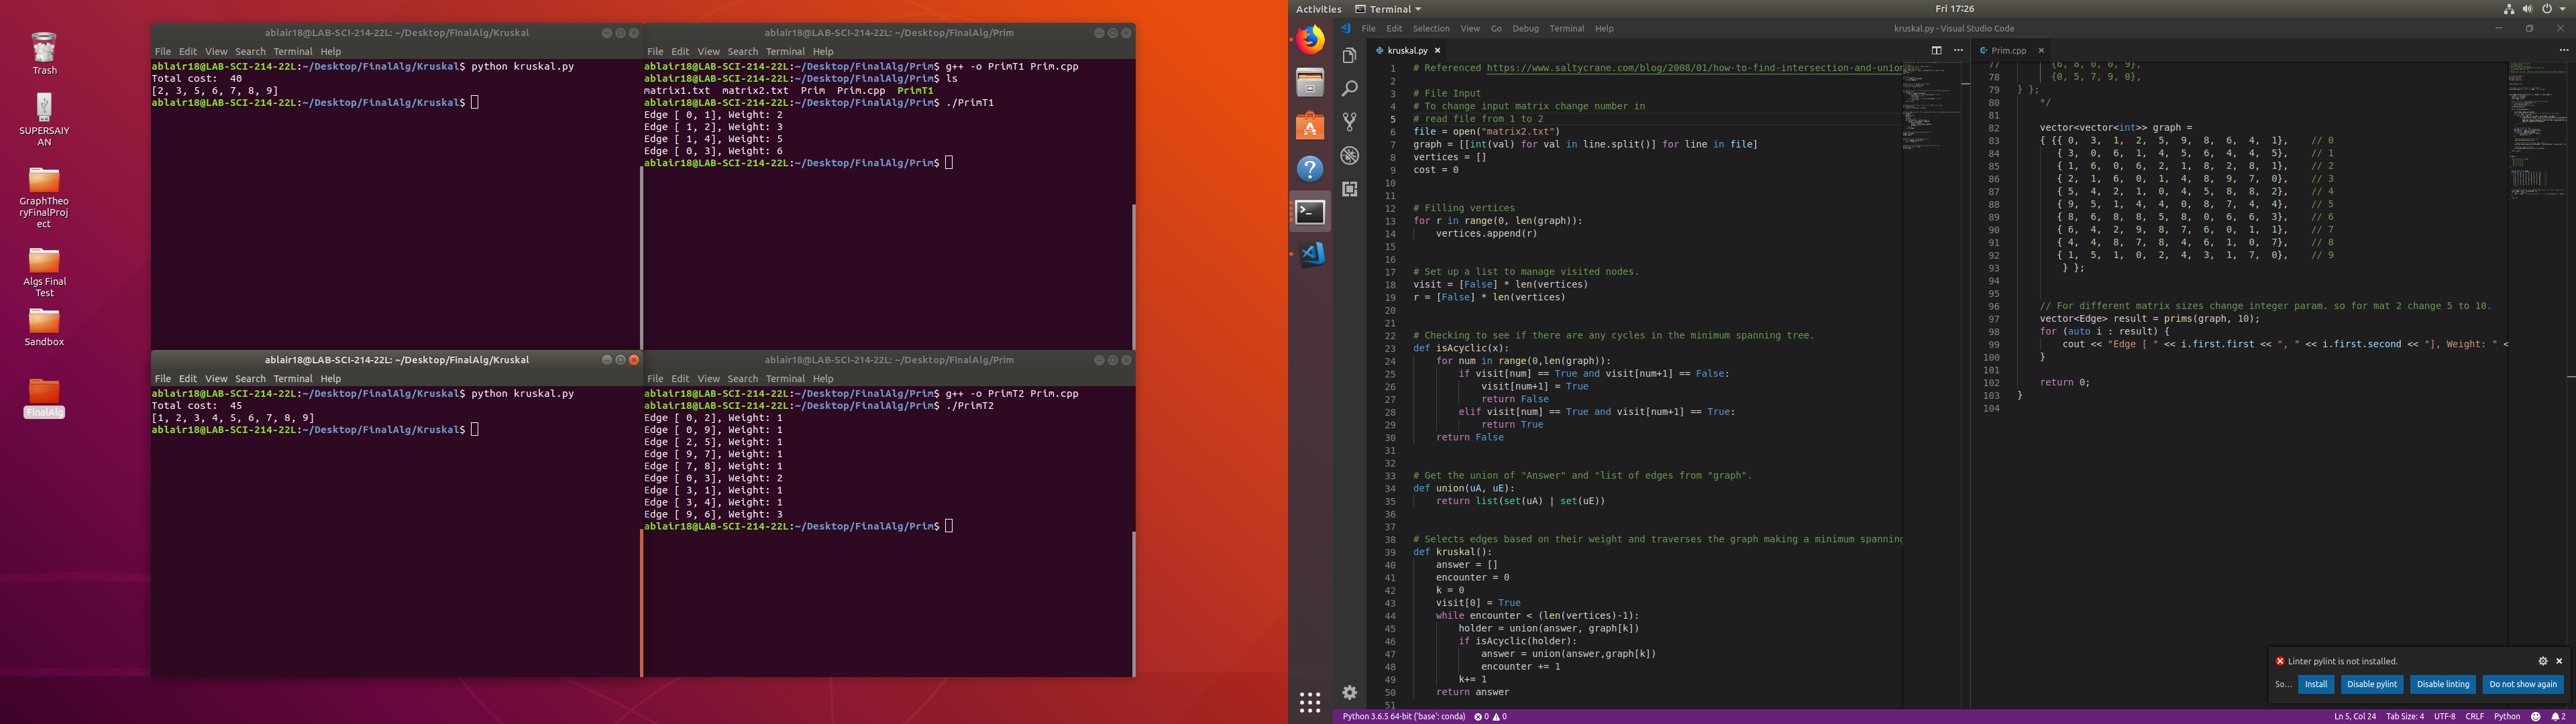 Trash
SUPERSAIY
AN
GraphTheo
ryFinalProj
ect
Algs Final
Test
Sandbox
FinalAlg
ablair18@LAB-SCI-214-22L: ~/Desktop/FinalAlg/Kruskal
File Edit View Search Terminal Help
ablair18@LAB-SCI-214-22L:~/Desktop/FinalAlg/Kruskal$ python kruskal.py
Total cost:  40
[2, 3, 5, 6, 7, 8, 9]
ablair18@LAB-SCI-214-22L:~/Desktop/FinalAlg/Kruskal$
ablair18@LAB-SCI-214-22L: ~/Desktop/FinalAlg/Prim
File Edit View Search Terminal Help
ablair18@LAB-SCI-214-22L:~/Desktop/FinalAlg/Prim$ g++ -o PrimT1 Prim.cpp
ablair18@LAB-SCI-214-22L:~/Desktop/FinalAlg/Prim$ ls
matrix1.txt  matrix2.txt  Prim  Prim.cpp  PrimT1
ablair18@LAB-SCI-214-22L:~/Desktop/FinalAlg/Prim$ ./PrimT1
Edge [ 0, 1], Weight: 2
Edge [ 1, 2], Weight: 3
Edge [ 1, 4], Weight: 5
Edge [ 0, 3], Weight: 6
ablair18@LAB-SCI-214-22L:~/Desktop/FinalAlg/Prim$
ablair18@LAB-SCI-214-22L: ~/Desktop/FinalAlg/Kruskal
File Edit View Search Terminal Help
ablair18@LAB-SCI-214-22L:~/Desktop/FinalAlg/Kruskal$ python kruskal.py
Total cost:  45
[1, 2, 3, 4, 5, 6, 7, 8, 9]
ablair18@LAB-SCI-214-22L:~/Desktop/FinalAlg/Kruskal$
ablair18@LAB-SCI-214-22L: ~/Desktop/FinalAlg/Prim
File Edit View Search Terminal Help
ablair18@LAB-SCI-214-22L:~/Desktop/FinalAlg/Prim$ g++ -o PrimT2 Prim.cpp
ablair18@LAB-SCI-214-22L:~/Desktop/FinalAlg/Prim$ ./PrimT2
Edge [ 0, 2], Weight: 1
Edge [ 0, 9], Weight: 1
Edge [ 2, 5], Weight: 1
Edge [ 9, 7], Weight: 1
Edge [ 7, 8], Weight: 1
Edge [ 0, 3], Weight: 2
Edge [ 3, 1], Weight: 1
Edge [ 3, 4], Weight: 1
Edge [ 9, 6], Weight: 3
ablair18@LAB-SCI-214-22L:~/Desktop/FinalAlg/Prim$
Activities Terminal Fri 17:26
File Edit Selection View Go Debug Terminal Help kruskal.py - Visual Studio Code
kruskal.py
1 # Referenced https://www.saltycrane.com/blog/2008/01/how-to-find-intersection-and-union
2
3 # File Input
4 # To change input matrix change number in
5 # read file from 1 to 2
6 file = open("matrix2.txt")
7 graph = [[int(val) for val in line.split()] for line in file]
8 vertices = []
9 cost = 0
10
11
12 # Filling vertices
13 for r in range(0, len(graph)):
14     vertices.append(r)
15
16
17 # Set up a list to manage visited nodes.
18 visit = [False] * len(vertices)
19 r = [False] * len(vertices)
20
21
22 # Checking to see if there are any cycles in the minimum spanning tree.
23 def isAcyclic(x):
24     for num in range(0,len(graph)):
25         if visit[num] == True and visit[num+1] == False:
26             visit[num+1] = True
27             return False
28         elif visit[num] == True and visit[num+1] == True:
29             return True
30     return False
31
32
33 # Get the union of "Answer" and "list of edges from "graph".
34 def union(uA, uE):
35     return list(set(uA) | set(uE))
36
37
38 # Selects edges based on their weight and traverses the graph making a minimum spanning
39 def kruskal():
40     answer = []
41     encounter = 0
42     k = 0
43     visit[0] = True
44     while encounter < (len(vertices)-1):
45         holder = union(answer, graph[k])
46         if isAcyclic(holder):
47             answer = union(answer,graph[k])
48             encounter += 1
49         k+= 1
50     return answer
51
Prim.cpp
77 {6, 8, 0, 0, 9},
78 {0, 5, 7, 9, 0},
79 } };
80 */
81
82 vector<vector<int>> graph =
83 { {{ 0, 3, 1, 2, 5, 9, 8, 6, 4, 1}, // 0
84 { 3, 0, 6, 1, 4, 5, 6, 4, 4, 5}, // 1
85 { 1, 6, 0, 6, 2, 1, 8, 2, 8, 1}, // 2
86 { 2, 1, 6, 0, 1, 4, 8, 9, 7, 0}, // 3
87 { 5, 4, 2, 1, 0, 4, 5, 8, 8, 2}, // 4
88 { 9, 5, 1, 4, 4, 0, 8, 7, 4, 4}, // 5
89 { 8, 6, 8, 8, 5, 8, 0, 6, 6, 3}, // 6
90 { 6, 4, 2, 9, 8, 7, 6, 0, 1, 1}, // 7
91 { 4, 4, 8, 7, 8, 4, 6, 1, 0, 7}, // 8
92 { 1, 5, 1, 0, 2, 4, 3, 1, 7, 0}, // 9
93 } };
94
95
96 // For different matrix sizes change integer param. so for mat 2 change 5 to 10.
97 vector<Edge> result = prims(graph, 10);
98 for (auto i : result) {
99     cout << "Edge [ " << i.first.first << ", " << i.first.second << "], Weight: " <
100 }
101
102 return 0;
103 }
104
Linter pylint is not installed.
So... Install Disable pylint Disable linting Do not show again
Python 3.6.5 64-bit ('base': conda) 0 0 Ln 5, Col 24 Tab Size: 4 UTF-8 CRLF Python 2